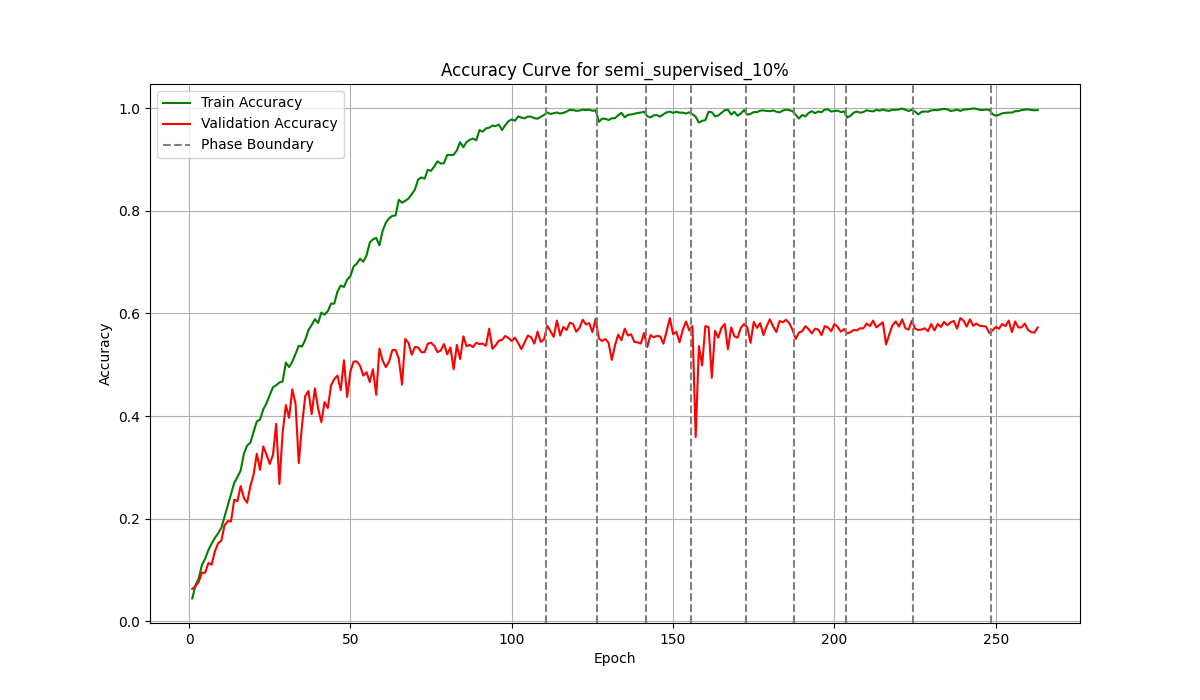 Accuracy Curve for semi_supervised_10%
Train Accuracy
Validation Accuracy
Phase Boundary
1.0
0.8
0.6
0.4
0.2
0.0
Accuracy
0 50 100 150 200 250
Epoch